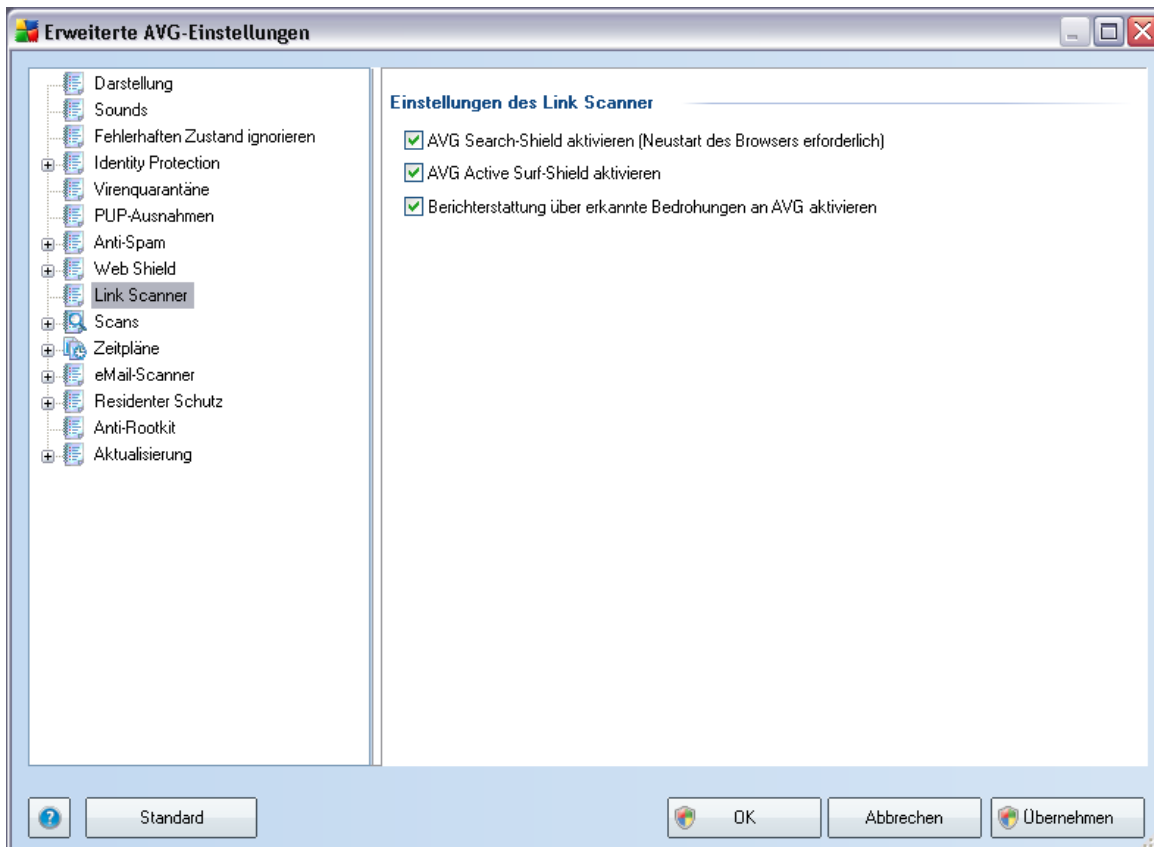 Erweiterte AVG-Einstellungen
Darstellung
Sounds
Fehlerhaften Zustand ignorieren
Identity Protection
Virenquarantäne
PUP-Ausnahmen
Anti-Spam
Web Shield
Link Scanner
Scans
Zeitpläne
eMail-Scanner
Residenter Schutz
Anti-Rootkit
Aktualisierung
Einstellungen des Link Scanner
AVG Search-Shield aktivieren (Neustart des Browsers erforderlich)
AVG Active Surf-Shield aktivieren
Berichterstattung über erkannte Bedrohungen an AVG aktivieren
Standard
OK
Abbrechen
Übernehmen